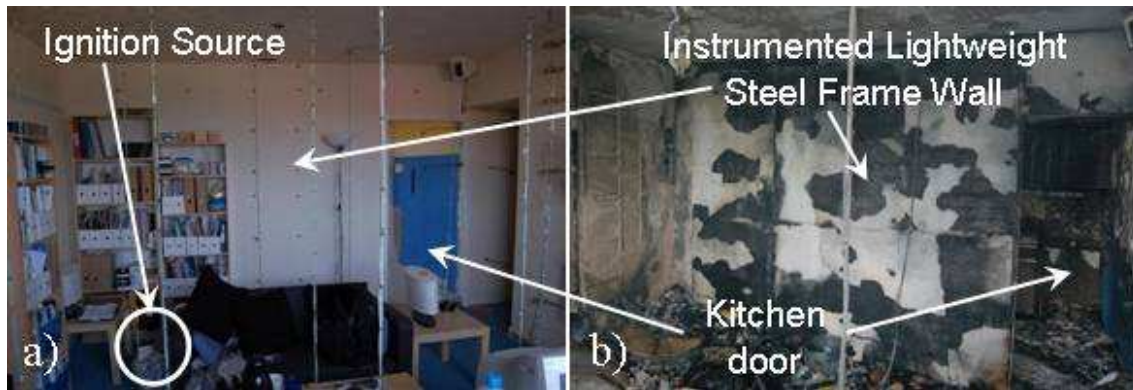 Ignition Source
Instrumented Lightweight
Steel Frame Wall
Kitchen
door
a)
b)